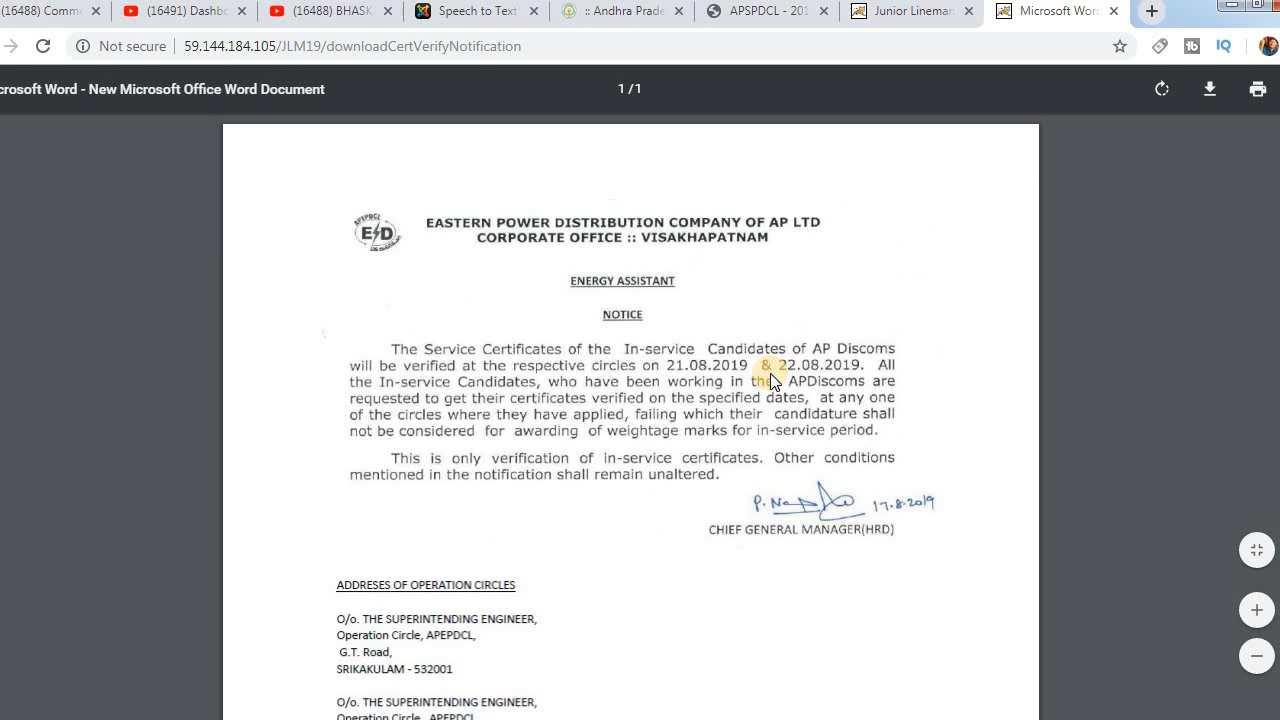 (16488) Comm
(16491) Dashb
(16488) BHASK
Speech to Text
:: Andhra Prade
APSPDCL - 201
Junior Lineman
Microsoft Word
Not secure
59.144.184.105/JLM19/downloadCertVerifyNotification
IQ
crosoft Word - New Microsoft Office Word Document
1 / 1
APEPDCL
EASTERN POWER DISTRIBUTION COMPANY OF AP LTD
CORPORATE OFFICE :: VISAKHAPATNAM
ENERGY ASSISTANT
NOTICE
The Service Certificates of the In-service Candidates of AP Discoms
will be verified at the respective circles on 21.08.2019 & 22.08.2019. All
the In-service Candidates, who have been working in the APDiscoms are
requested to get their certificates verified on the specified dates, at any one
of the circles where they have applied, failing which their candidature shall
not be considered for awarding of weightage marks for in-service period.
This is only verification of in-service certificates. Other conditions
mentioned in the notification shall remain unaltered.
17.8.2019
CHIEF GENERAL MANAGER(HRD)
ADDRESES OF OPERATION CIRCLES
O/o. THE SUPERINTENDING ENGINEER,
Operation Circle, APEPDCL,
G.T. Road,
SRIKAKULAM - 532001
O/o. THE SUPERINTENDING ENGINEER,
Operation Circle, APEPDCL